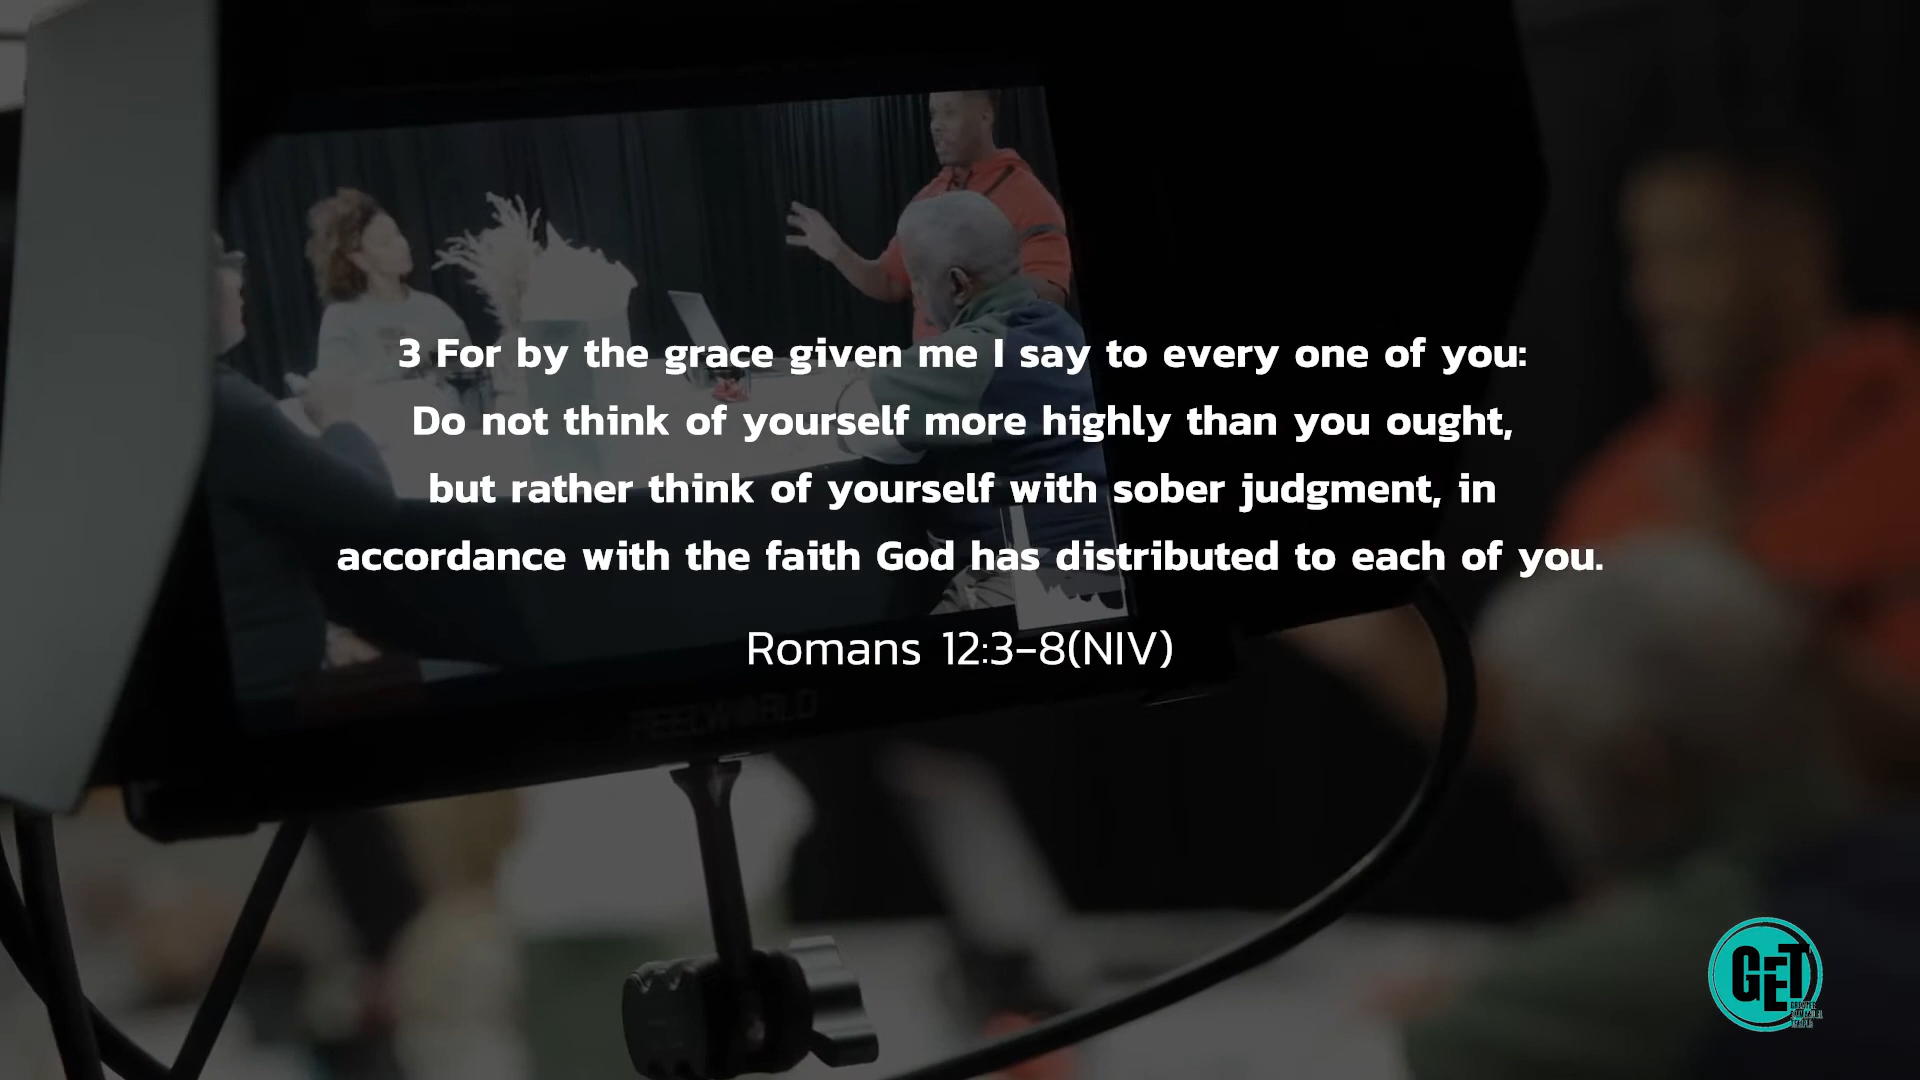 3 For by the grace given me I say to every one of you:
Do not think of yourself more highly than you ought,
but rather think of yourself with sober judgment, in
accordance with the faith God has distributed to each of you.
Romans 12:3-8(NIV)
FEELWORLD
GET